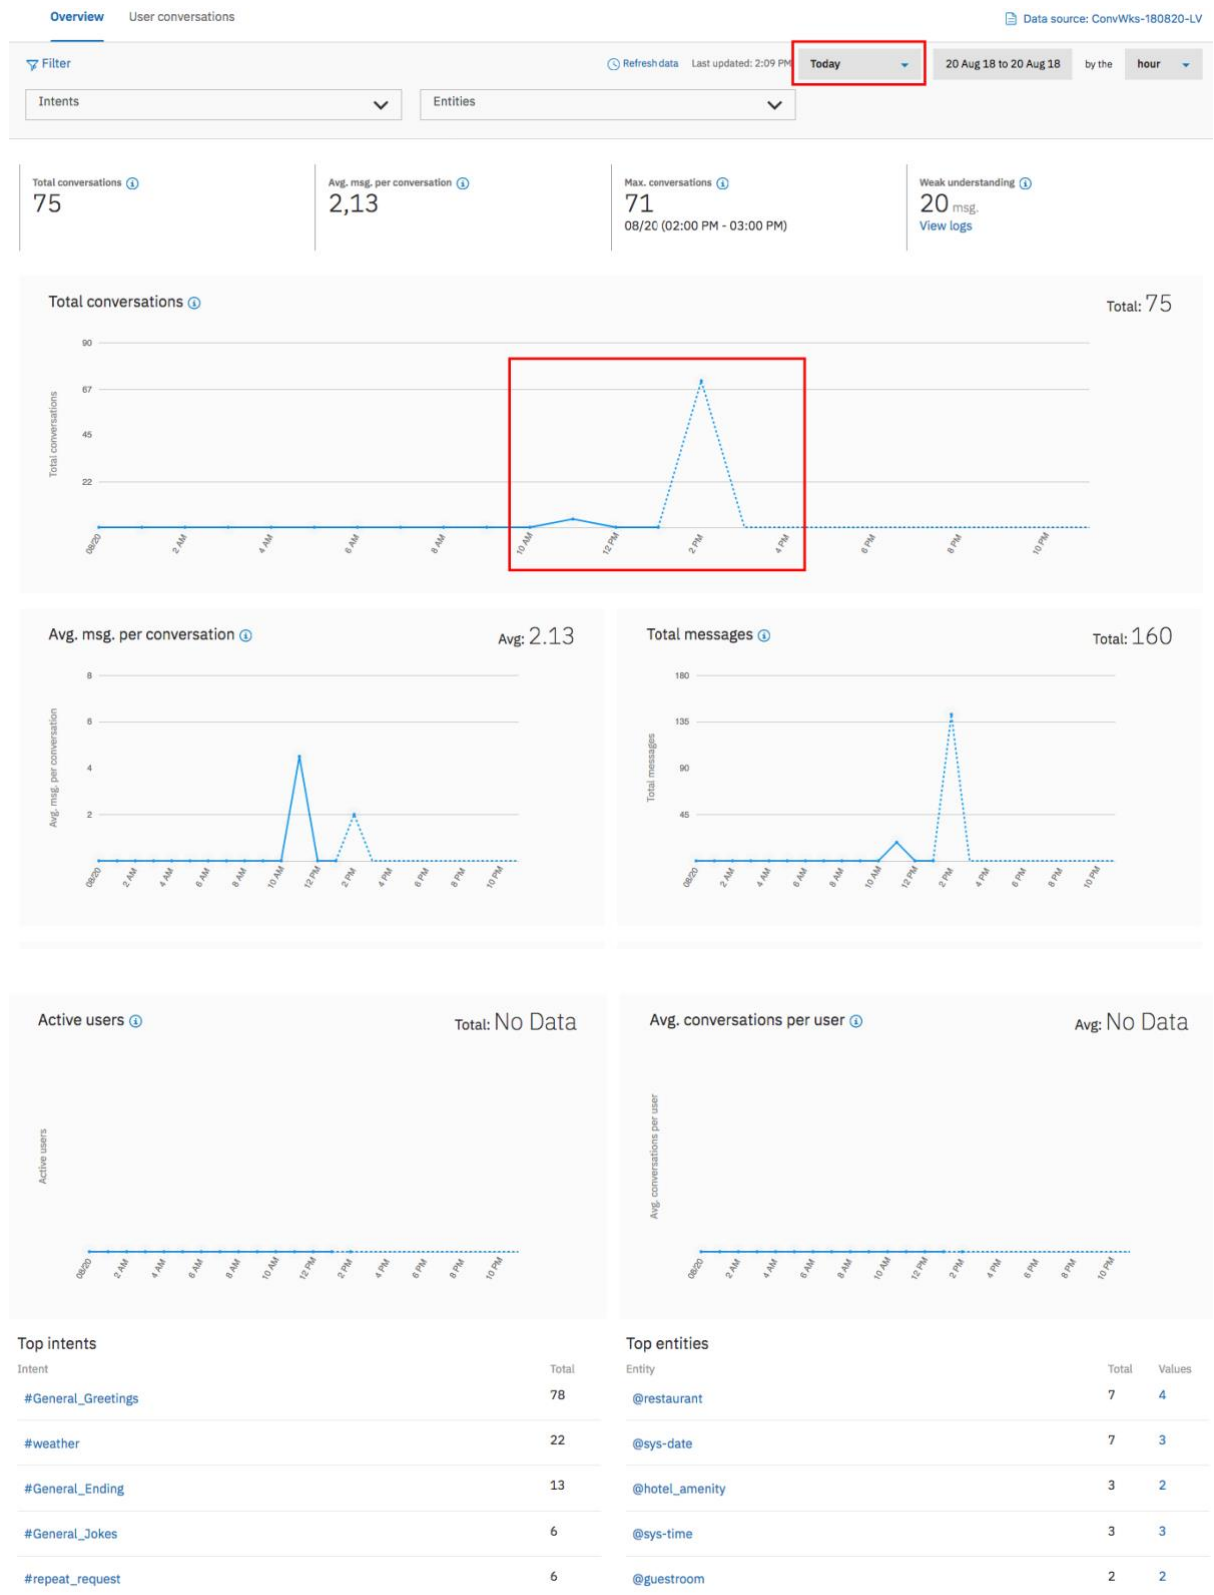 Overview User conversations Data source: ConvWks-180820-LV
Filter Refresh data Last updated: 2:09 PM Today 20 Aug 18 to 20 Aug 18 by the hour
Intents Entities
Total conversations Avg. msg. per conversation Max. conversations Weak understanding
75 2,13 71 20 msg.
08/20 (02:00 PM - 03:00 PM) View logs
Total conversations Total: 75
90
67
45
22
Total conversations
08/20 2 AM 4 AM 6 AM 8 AM 10 AM 12 PM 2 PM 4 PM 6 PM 8 PM 10 PM
Avg. msg. per conversation Avg: 2.13
8
6
4
2
Avg. msg. per conversation
08/20 2 AM 4 AM 6 AM 8 AM 10 AM 12 PM 2 PM 4 PM 6 PM 8 PM 10 PM
Total messages Total: 160
180
135
90
45
Total messages
08/20 2 AM 4 AM 6 AM 8 AM 10 AM 12 PM 2 PM 4 PM 6 PM 8 PM 10 PM
Active users Total: No Data
Active users
08/20 2 AM 4 AM 6 AM 8 AM 10 AM 12 PM 2 PM 4 PM 6 PM 8 PM 10 PM
Avg. conversations per user Avg: No Data
Avg. conversations per user
08/20 2 AM 4 AM 6 AM 8 AM 10 AM 12 PM 2 PM 4 PM 6 PM 8 PM 10 PM
Top intents
Intent Total
#General_Greetings 78
#weather 22
#General_Ending 13
#General_Jokes 6
#repeat_request 6
Top entities
Entity Total Values
@restaurant 7 4
@sys-date 7 3
@hotel_amenity 3 2
@sys-time 3 3
@guestroom 2 2